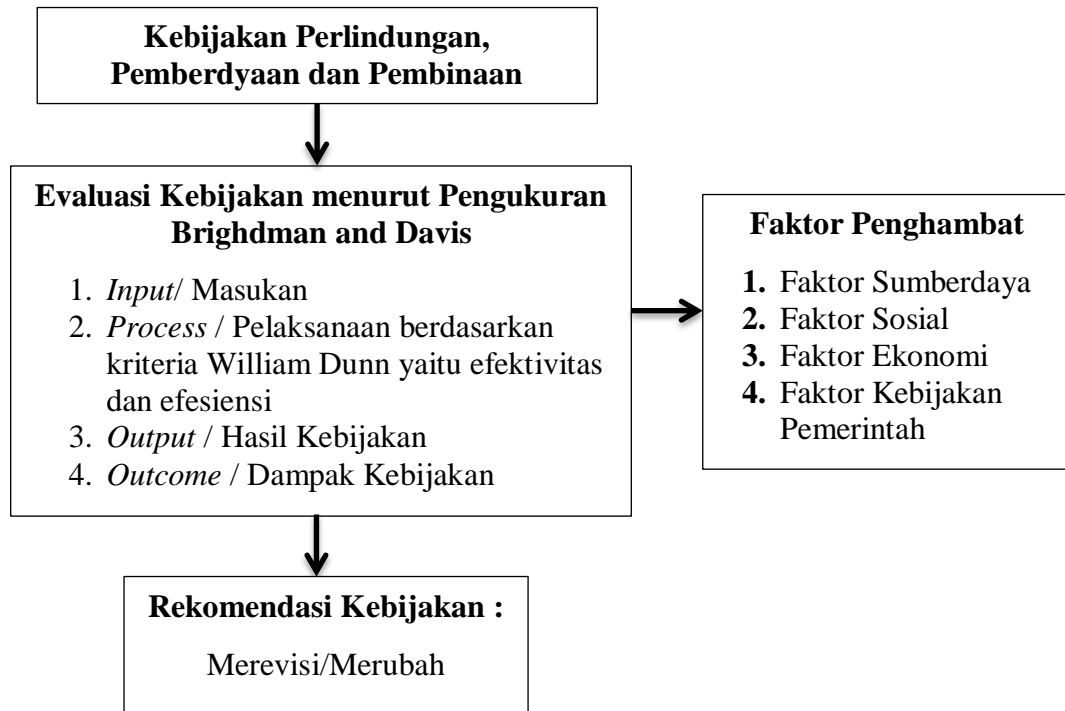 Kebijakan Perlindungan,
Pemberdyaan dan Pembinaan
Evaluasi Kebijakan menurut Pengukuran
Brighdman and Davis
1. Input/ Masukan
2. Process / Pelaksanaan berdasarkan
kriteria William Dunn yaitu efektivitas
dan efesiensi
3. Output / Hasil Kebijakan
4. Outcome / Dampak Kebijakan
Faktor Penghambat
1. Faktor Sumberdaya
2. Faktor Sosial
3. Faktor Ekonomi
4. Faktor Kebijakan
Pemerintah
Rekomendasi Kebijakan :
Merevisi/Merubah